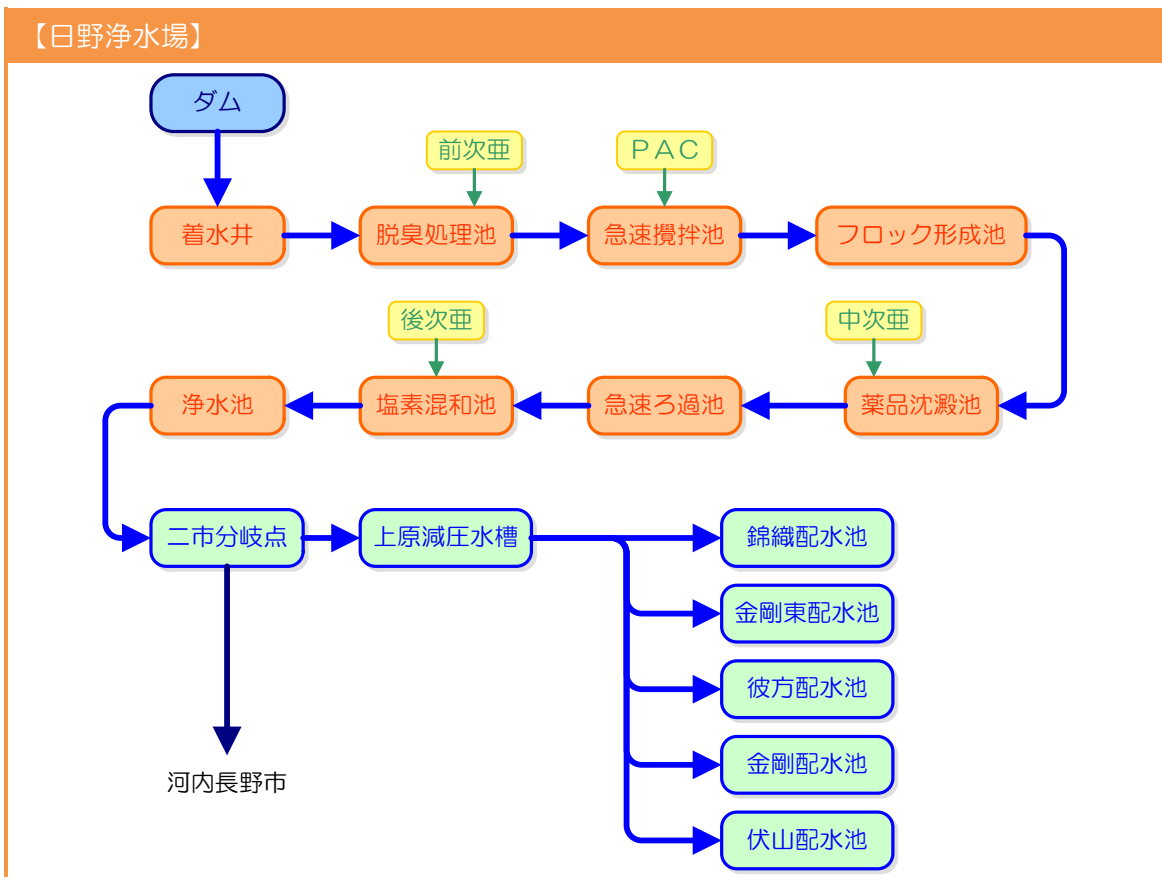 【日野浄水場】
ダム
前次亜
ＰＡＣ
着水井
脱臭処理池
急速攪拌池
フロック形成池
後次亜
中次亜
浄水池
塩素混和池
急速ろ過池
薬品沈澱池
二市分岐点
上原減圧水槽
錦織配水池
金剛東配水池
彼方配水池
金剛配水池
河内長野市
伏山配水池